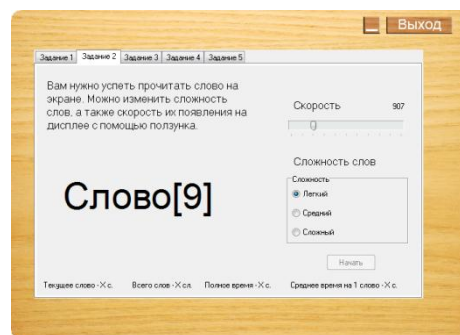 Выход
Задание 1 Задание 2 Задание 3 Задание 4 Задание 5
Вам нужно успеть прочитать слово на
экране. Можно изменить сложность
слов, а также скорость их появления на
дисплее с помощью ползунка.
Скорость 907
Слово[9]
Сложность слов
Сложность
Легкий
Средний
Сложный
Начать
Текущее слово - X с. Всего слов - X сл. Полное время - X с. Среднее время на 1 слово - X с.